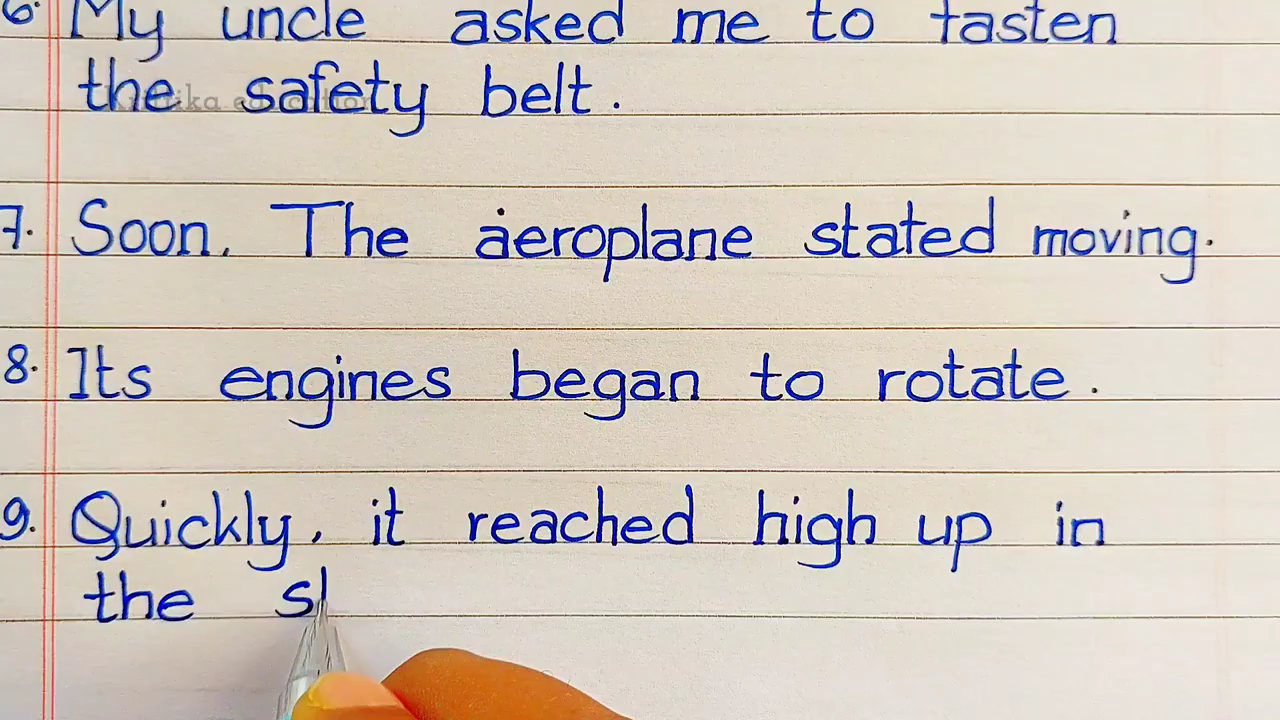 6. My uncle asked me to fasten
the safety belt.
7. Soon, The aeroplane stated moving.
8. Its engines began to rotate.
9. Quickly, it reached high up in
the